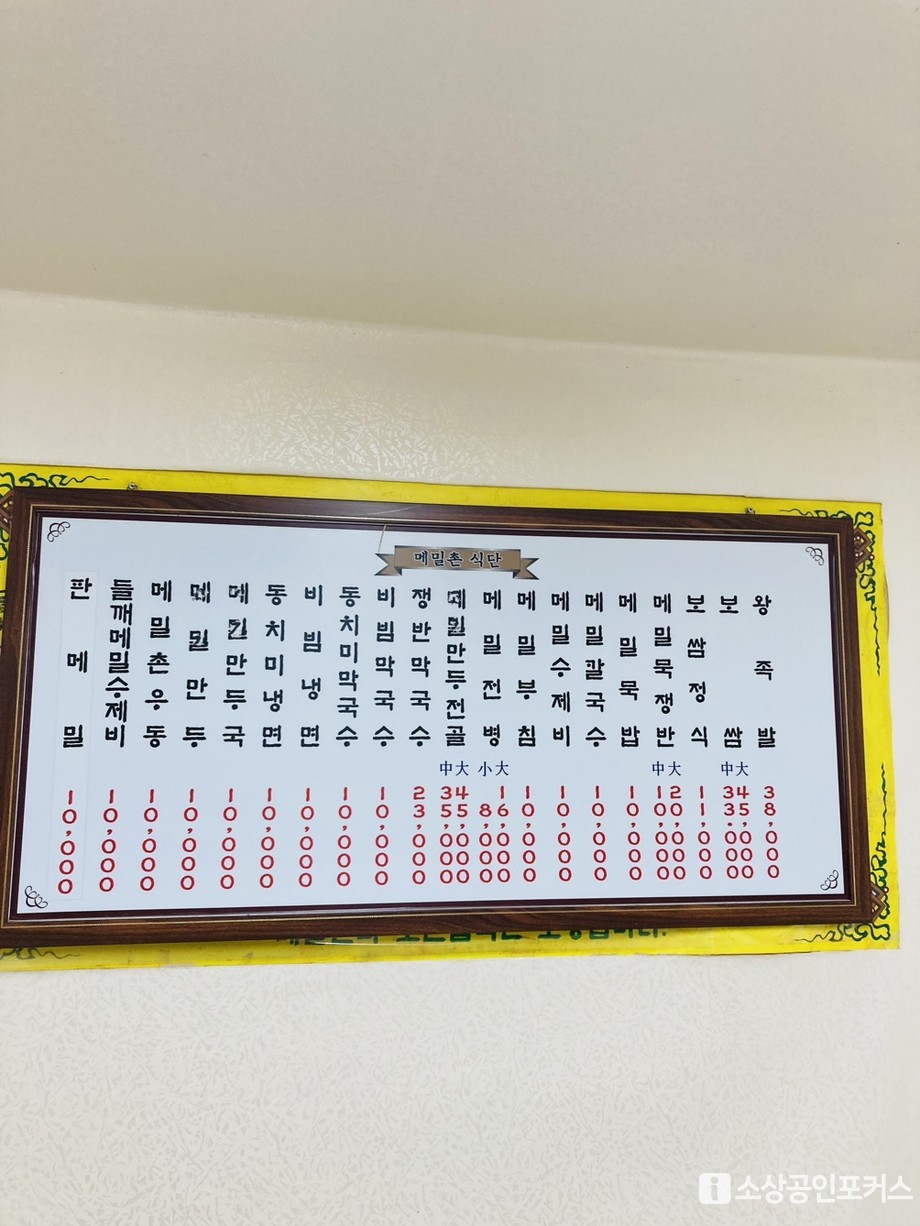 메밀촌 식단
판메밀 10,000
들깨메밀수제비 10,000
메밀촌우동 10,000
메밀만두 10,000
메밀만두국 10,000
동치미냉면 10,000
비빔냉면 10,000
동치미막국수 10,000
비빔막국수 10,000
쟁반막국수 23,000
메밀만두전골 中 35,000 大 45,000
메밀전병 小 8,000 大 16,000
메밀부침 10,000
메밀수제비 10,000
메밀칼국수 10,000
메밀묵밥 10,000
메밀묵쟁반 中 10,000 大 20,000
보쌈정식 11,000
보쌈 中 33.000 大 45,000
왕족발 38,000
소상공인포커스